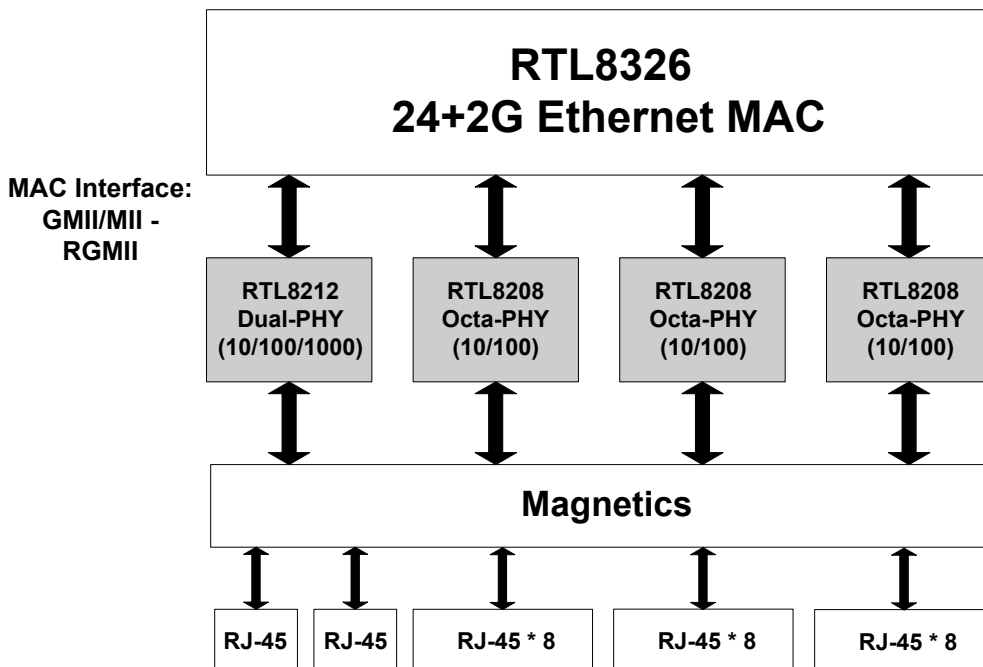 RTL8326
24+2G Ethernet MAC
MAC Interface:
GMII/MII -
RGMII
RTL8212
Dual-PHY
(10/100/1000)
RTL8208
Octa-PHY
(10/100)
RTL8208
Octa-PHY
(10/100)
RTL8208
Octa-PHY
(10/100)
Magnetics
RJ-45
RJ-45
RJ-45 * 8
RJ-45 * 8
RJ-45 * 8